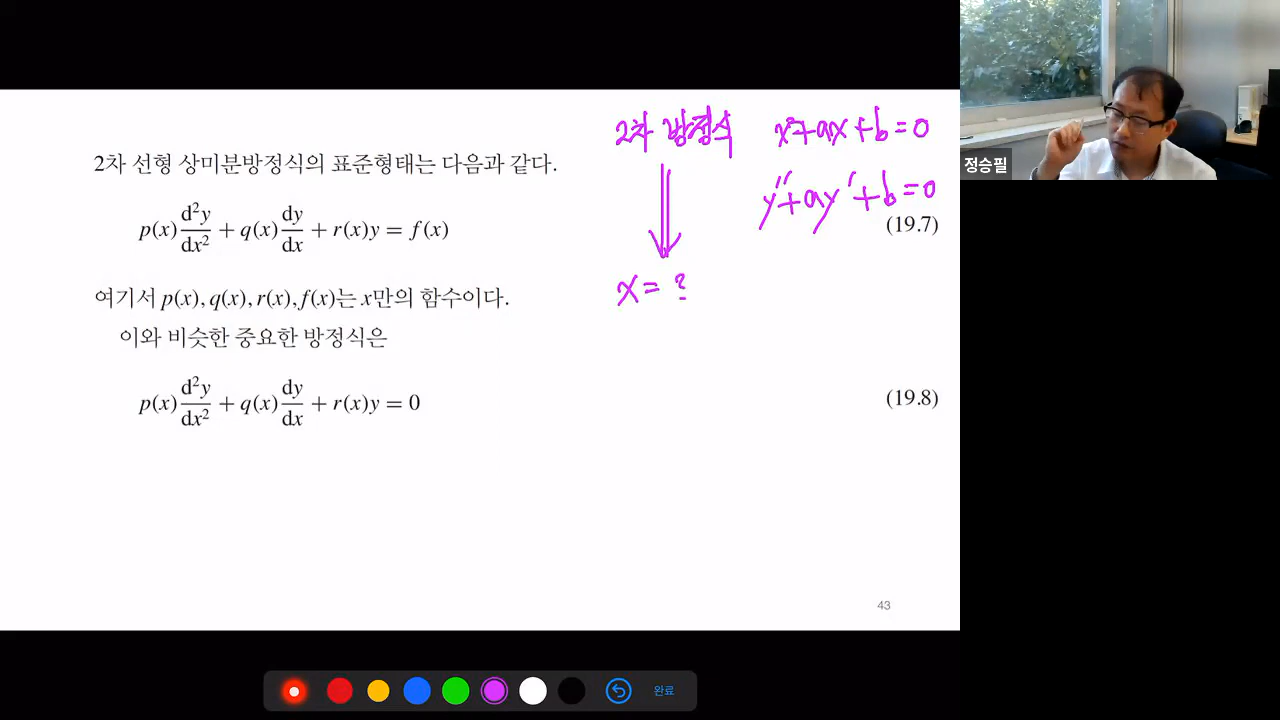 2차 선형 상미분방정식의 표준형태는 다음과 같다.
p(x) d²y/dx² + q(x) dy/dx + r(x)y = f(x) (19.7)
여기서 p(x), q(x), r(x), f(x)는 x만의 함수이다.
이와 비슷한 중요한 방정식은
p(x) d²y/dx² + q(x) dy/dx + r(x)y = 0 (19.8)
2차 방정식 x²+ax+b=0
y''+ay'+b=0
x = ?
43
정승필
완료